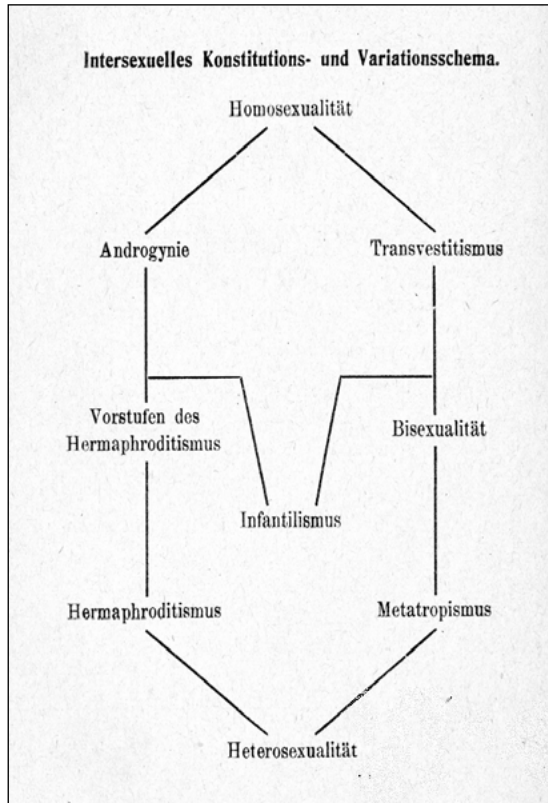 Intersexuelles Konstitutions- und Variationsschema.
Homosexualität
Androgynie
Transvestitismus
Vorstufen des
Hermaphroditismus
Bisexualität
Infantilismus
Hermaphroditismus
Metatropismus
Heterosexualität